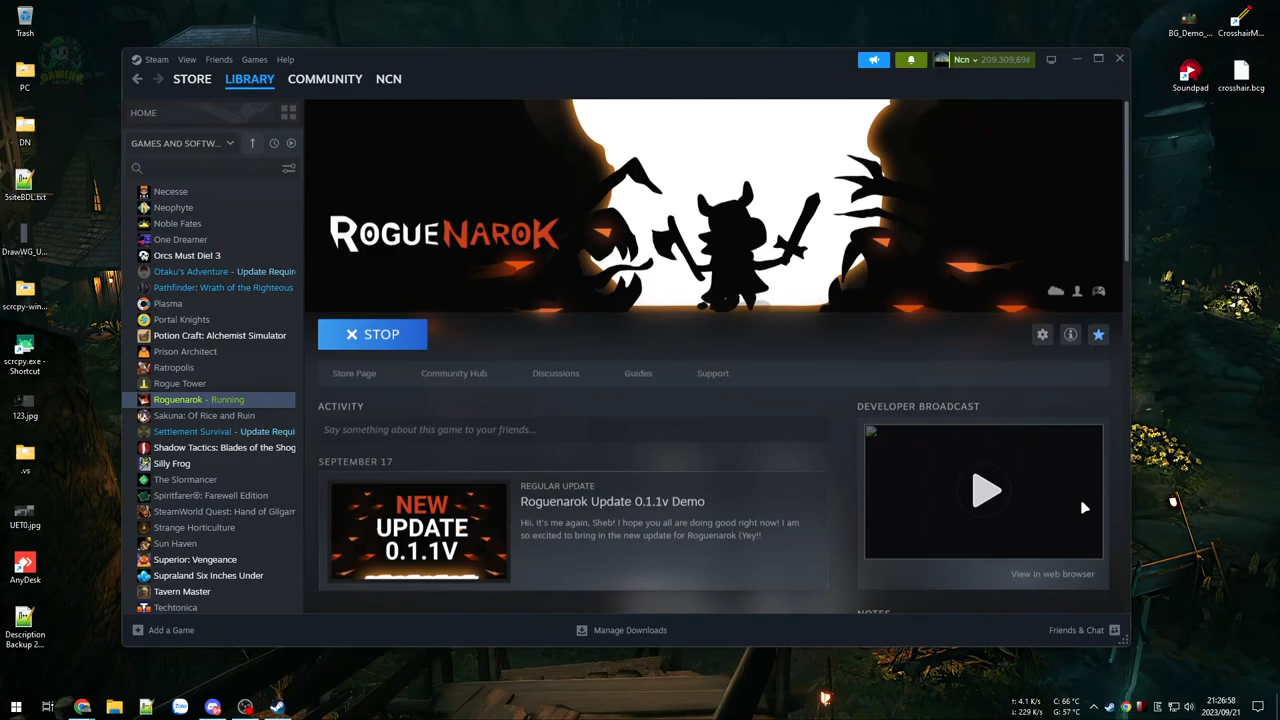 Trash
PC
DN
5siteBDL.txt
DrawWG_U...
scrcpy-win...
scrcpy.exe -
Shortcut
123.jpg
.vs
UET0.jpg
AnyDesk
Description
Backup 2...
BG_Demo_...
CrosshairM...
Soundpad
crosshair.bcg
Steam View Friends Games Help
Ncn 209.309,69₫
STORE LIBRARY COMMUNITY NCN
HOME
GAMES AND SOFTW...
Necesse
Neophyte
Noble Fates
One Dreamer
Orcs Must Die! 3
Otaku's Adventure - Update Requir
Pathfinder: Wrath of the Righteous
Plasma
Portal Knights
Potion Craft: Alchemist Simulator
Prison Architect
Ratropolis
Rogue Tower
Roguenarok - Running
Sakuna: Of Rice and Ruin
Settlement Survival - Update Requi
Shadow Tactics: Blades of the Shog
Silly Frog
The Slormancer
Spiritfarer®: Farewell Edition
SteamWorld Quest: Hand of Gilgam
Strange Horticulture
Sun Haven
Superior: Vengeance
Supraland Six Inches Under
Tavern Master
Techtonica
ROGUENAROK
STOP
Store Page Community Hub Discussions Guides Support
ACTIVITY
Say something about this game to your friends...
SEPTEMBER 17
NEW
UPDATE
0.1.1V
REGULAR UPDATE
Roguenarok Update 0.1.1v Demo
Hii, it's me again, Sheb! I hope you all are doing good right now! I am
so excited to bring in the new update for Roguenarok (Yey!!
DEVELOPER BROADCAST
View in web browser
NOTES
Add a Game
Manage Downloads
Friends & Chat
↑: 4.1 K/s C: 66 °C
↓: 229 K/s G: 57 °C
21:26:58
2023/09/21